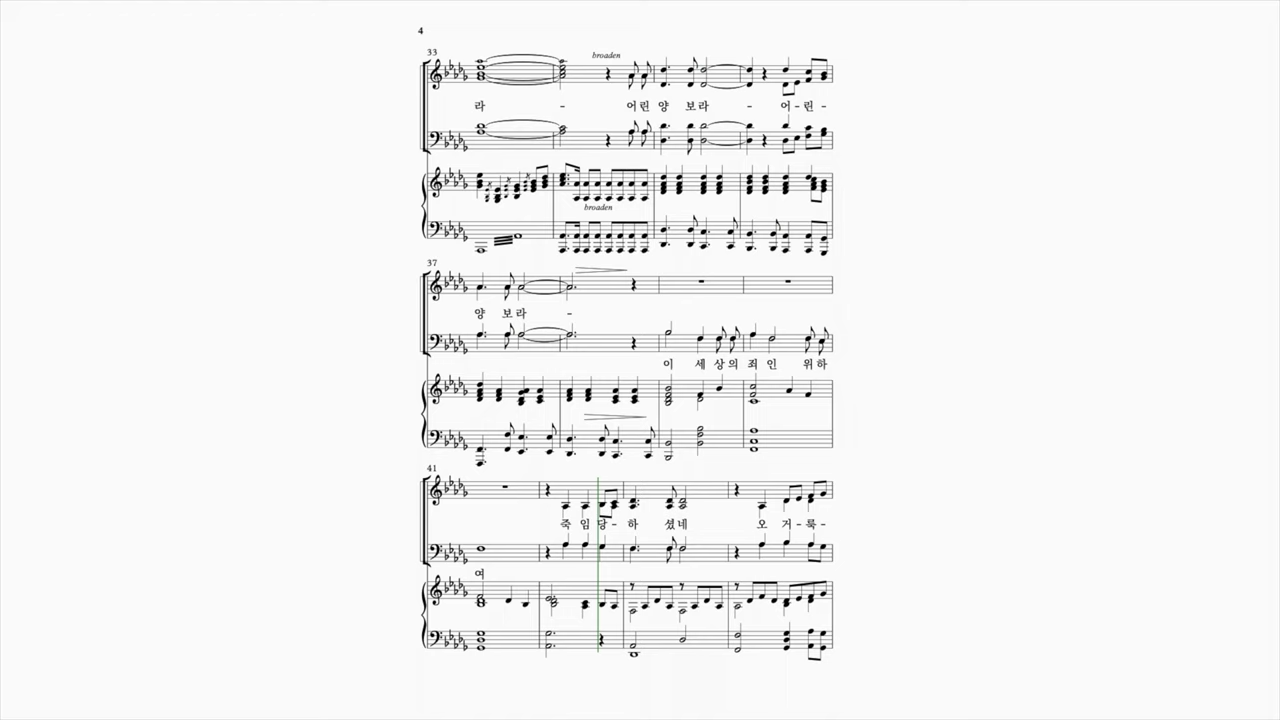 4
33
broaden
라 - 어린 양 보라 - 어 - 린 -
broaden
37
양 보 라 -
이 세 상 의 죄 인 위 하
41
죽 임 당 - 하 셨 네 오 거 - 룩 -
여